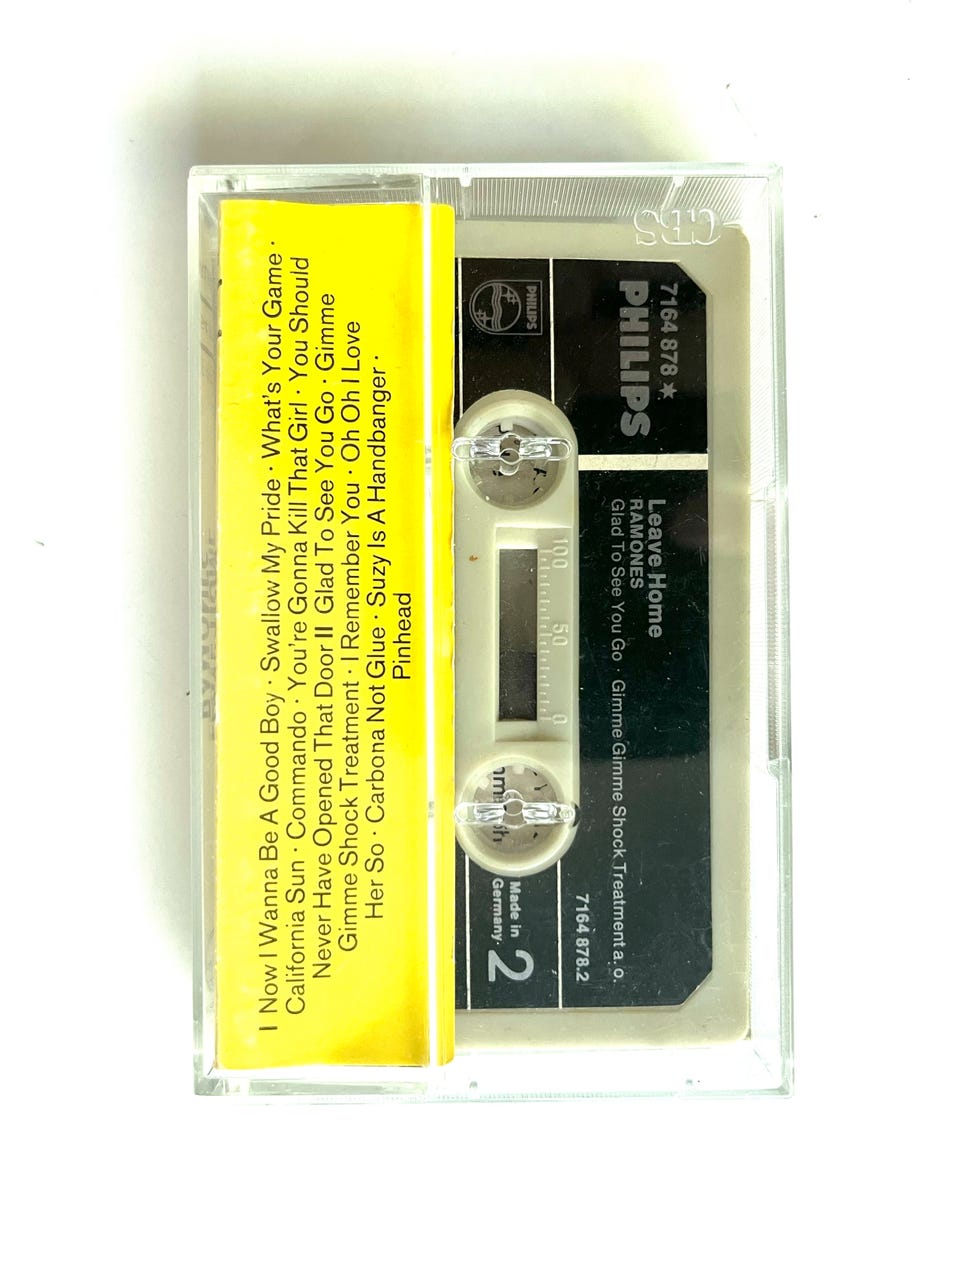 I Now I Wanna Be A Good Boy · Swallow My Pride · What's Your Game ·
California Sun · Commando · You're Gonna Kill That Girl · You Should
Never Have Opened That Door II Glad To See You Go · Gimme
Gimme Shock Treatment · I Remember You · Oh Oh I Love
Her So · Carbona Not Glue · Suzy Is A Handbanger ·
Pinhead
CBS
7164 878 ★
PHILIPS
PHILIPS
Leave Home
RAMONES
Glad To See You Go · Gimme Gimme Shock Treatment a. o.
100 50 0
7164 878.2
Made in
Germany
2